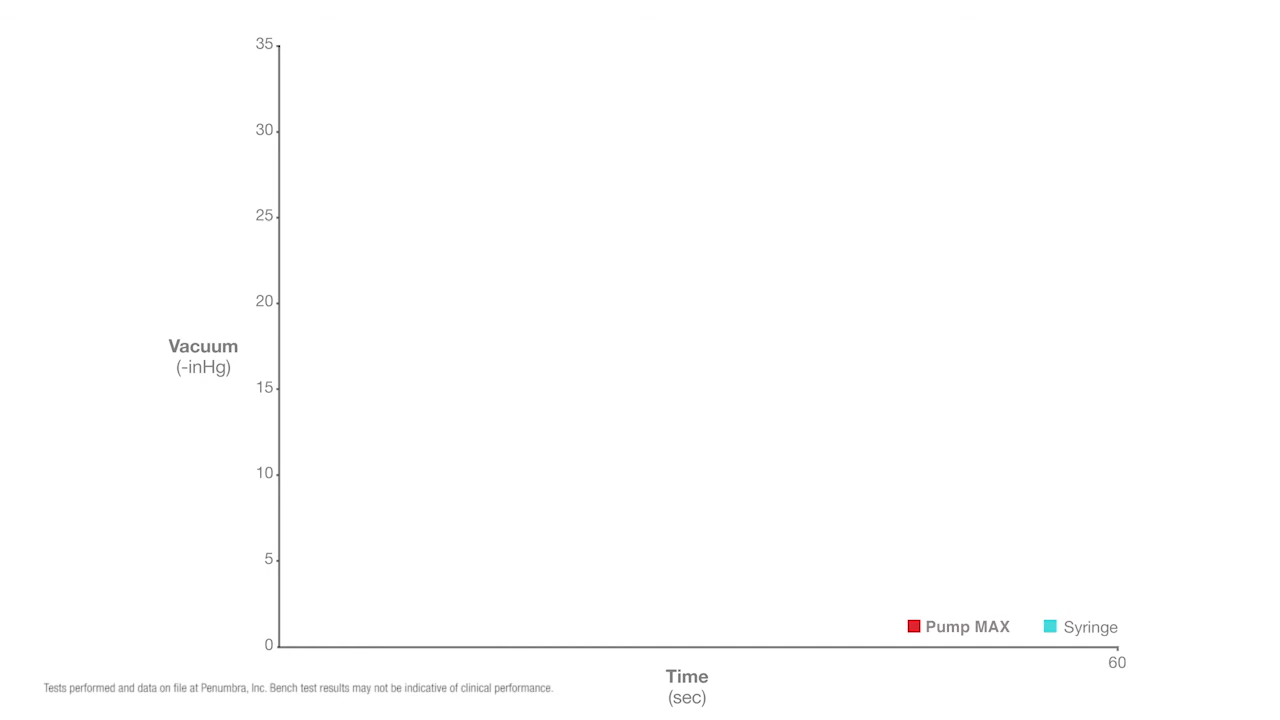 35
30
25
20
Vacuum
(-inHg)
15
10
5
Pump MAX
Syringe
0
60
Time
(sec)
Tests performed and data on file at Penumbra, Inc. Bench test results may not be indicative of clinical performance.